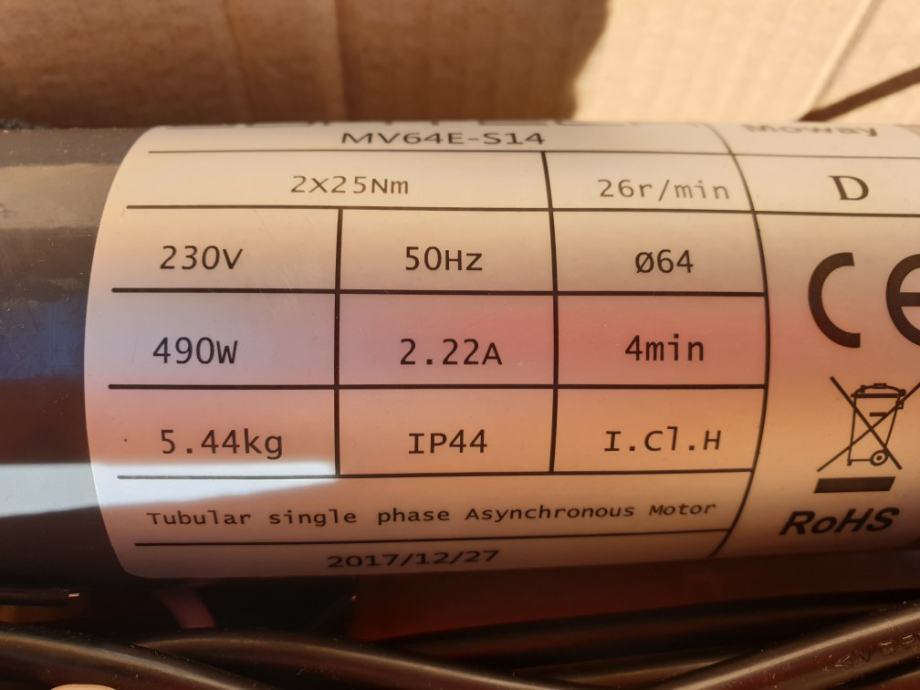 MV64E-S14
Moway
2X25Nm 26r/min D
230V 50Hz Ø64
CE
490W 2.22A 4min
5.44kg IP44 I.Cl.H
Tubular single phase Asynchronous Motor
RoHS
2017/12/27